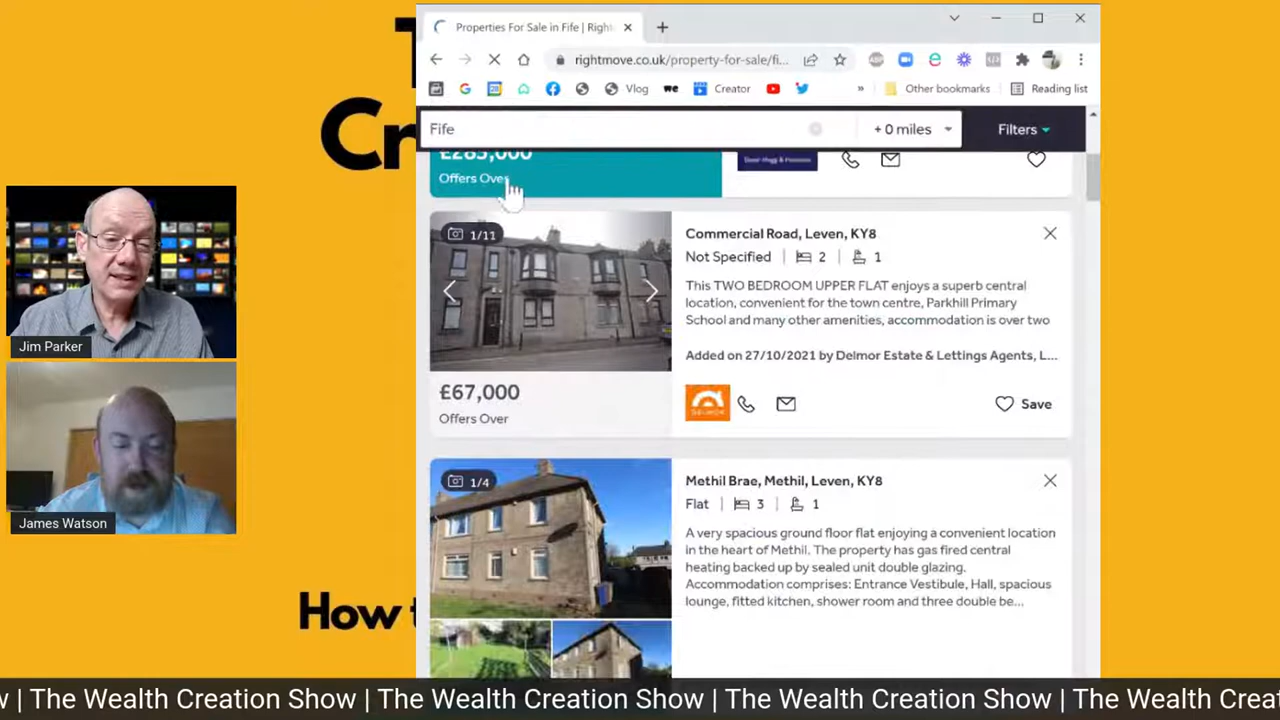 T
Cr
How t
Properties For Sale in Fife | Right
rightmove.co.uk/property-for-sale/fi...
Vlog
Creator
»
Other bookmarks
Reading list
Fife
+ 0 miles
Filters
£285,000
Offers Over
1/11
Commercial Road, Leven, KY8
Not Specified | 2 | 1
This TWO BEDROOM UPPER FLAT enjoys a superb central
location, convenient for the town centre, Parkhill Primary
School and many other amenities, accommodation is over two
Added on 27/10/2021 by Delmor Estate & Lettings Agents, L...
£67,000
Offers Over
DELMOR
Save
1/4
Methil Brae, Methil, Leven, KY8
Flat | 3 | 1
A very spacious ground floor flat enjoying a convenient location
in the heart of Methil. The property has gas fired central
heating backed up by sealed unit double glazing.
Accommodation comprises: Entrance Vestibule, Hall, spacious
lounge, fitted kitchen, shower room and three double be...
Jim Parker
James Watson
w | The Wealth Creation Show | The Wealth Creation Show | The Wealth Creation Show | The Wealth Creat